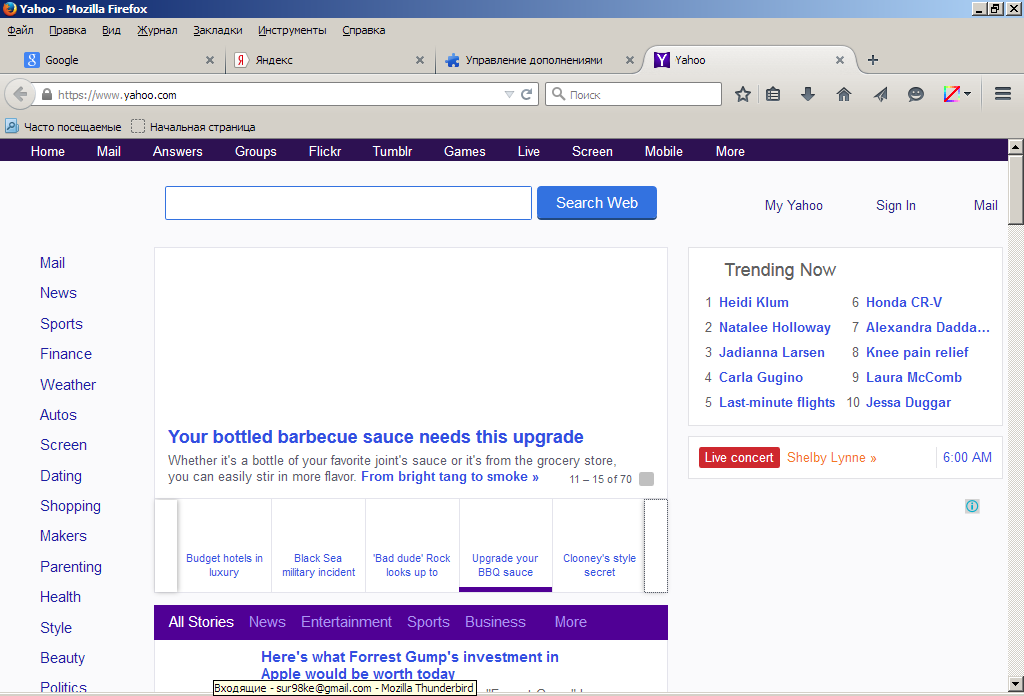 Yahoo - Mozilla Firefox
Файл Правка Вид Журнал Закладки Инструменты Справка
Google Яндекс Управление дополнениями Yahoo
https://www.yahoo.com Поиск
Часто посещаемые Начальная страница
Home Mail Answers Groups Flickr Tumblr Games Live Screen Mobile More
Search Web My Yahoo Sign In Mail
Mail
News
Sports
Finance
Weather
Autos
Screen
Dating
Shopping
Makers
Parenting
Health
Style
Beauty
Politics
Your bottled barbecue sauce needs this upgrade
Whether it's a bottle of your favorite joint's sauce or it's from the grocery store,
you can easily stir in more flavor. From bright tang to smoke »
11 – 15 of 70
Budget hotels in
luxury
Black Sea
military incident
'Bad dude' Rock
looks up to
Upgrade your
BBQ sauce
Clooney's style
secret
All Stories News Entertainment Sports Business More
Here's what Forrest Gump's investment in
Apple would be worth today
Входящие - sur98ke@gmail.com - Mozilla Thunderbird
Trending Now
1 Heidi Klum
2 Natalee Holloway
3 Jadianna Larsen
4 Carla Gugino
5 Last-minute flights
6 Honda CR-V
7 Alexandra Dadda...
8 Knee pain relief
9 Laura McComb
10 Jessa Duggar
Live concert Shelby Lynne » 6:00 AM